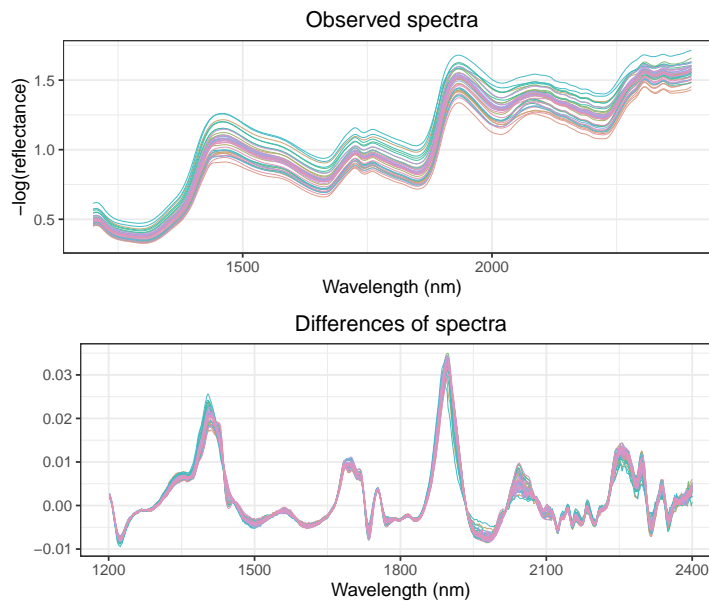 Observed spectra
−log(reflectance)
1.5
1.0
0.5
1500 2000
Wavelength (nm)
Differences of spectra
0.03
0.02
0.01
0.00
−0.01
1200 1500 1800 2100 2400
Wavelength (nm)